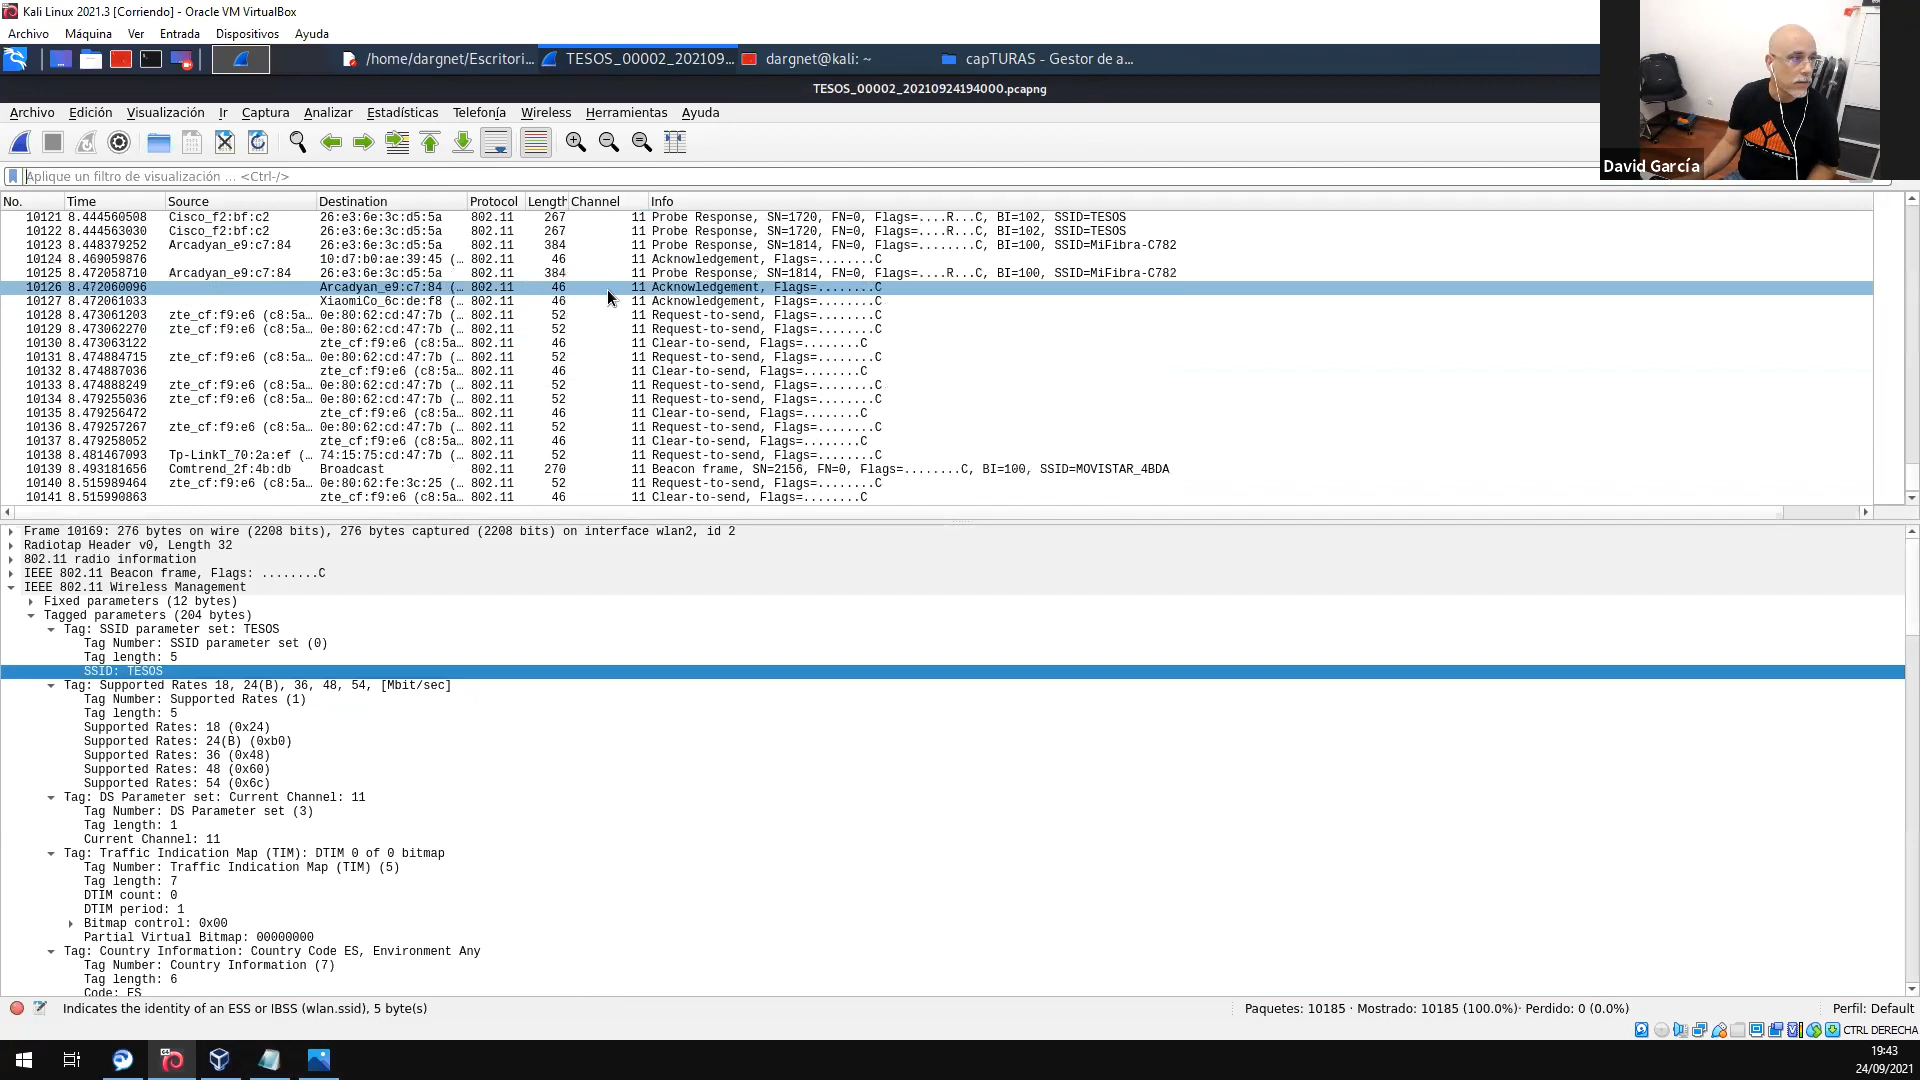 Kali Linux 2021.3 [Corriendo] - Oracle VM VirtualBox
Archivo Máquina Ver Entrada Dispositivos Ayuda
/home/dargnet/Escritori... TESOS_00002_202109... dargnet@kali: ~ capTURAS - Gestor de a...
TESOS_00002_20210924194000.pcapng
Archivo Edición Visualización Ir Captura Analizar Estadísticas Telefonía Wireless Herramientas Ayuda
David García
Aplique un filtro de visualización … <Ctrl-/>
No. Time Source Destination Protocol Length Channel Info
10121 8.444560508 Cisco_f2:bf:c2 26:e3:6e:3c:d5:5a 802.11 267 11 Probe Response, SN=1720, FN=0, Flags=....R...C, BI=102, SSID=TESOS
10122 8.444563030 Cisco_f2:bf:c2 26:e3:6e:3c:d5:5a 802.11 267 11 Probe Response, SN=1720, FN=0, Flags=....R...C, BI=102, SSID=TESOS
10123 8.448379252 Arcadyan_e9:c7:84 26:e3:6e:3c:d5:5a 802.11 384 11 Probe Response, SN=1814, FN=0, Flags=........C, BI=100, SSID=MiFibra-C782
10124 8.469059876 10:d7:b0:ae:39:45 (… 802.11 46 11 Acknowledgement, Flags=........C
10125 8.472058710 Arcadyan_e9:c7:84 26:e3:6e:3c:d5:5a 802.11 384 11 Probe Response, SN=1814, FN=0, Flags=........C, BI=100, SSID=MiFibra-C782
10126 8.472060096 Arcadyan_e9:c7:84 (… 802.11 46 11 Acknowledgement, Flags=........C
10127 8.472061033 XiaomiCo_6c:de:f8 (… 802.11 46 11 Acknowledgement, Flags=........C
10128 8.473061203 zte_cf:f9:e6 (c8:5a… 0e:80:62:cd:47:7b (… 802.11 52 11 Request-to-send, Flags=........C
10129 8.473062270 zte_cf:f9:e6 (c8:5a… 0e:80:62:cd:47:7b (… 802.11 52 11 Request-to-send, Flags=........C
10130 8.473063122 zte_cf:f9:e6 (c8:5a… 802.11 46 11 Clear-to-send, Flags=........C
10131 8.474884715 zte_cf:f9:e6 (c8:5a… 0e:80:62:cd:47:7b (… 802.11 52 11 Request-to-send, Flags=........C
10132 8.474887036 zte_cf:f9:e6 (c8:5a… 802.11 46 11 Clear-to-send, Flags=........C
10133 8.474888249 zte_cf:f9:e6 (c8:5a… 0e:80:62:cd:47:7b (… 802.11 52 11 Request-to-send, Flags=........C
10134 8.479255036 zte_cf:f9:e6 (c8:5a… 0e:80:62:cd:47:7b (… 802.11 52 11 Request-to-send, Flags=........C
10135 8.479256472 zte_cf:f9:e6 (c8:5a… 802.11 46 11 Clear-to-send, Flags=........C
10136 8.479257267 zte_cf:f9:e6 (c8:5a… 0e:80:62:cd:47:7b (… 802.11 52 11 Request-to-send, Flags=........C
10137 8.479258052 zte_cf:f9:e6 (c8:5a… 802.11 46 11 Clear-to-send, Flags=........C
10138 8.481467093 Tp-LinkT_70:2a:ef (… 74:15:75:cd:47:7b (… 802.11 52 11 Request-to-send, Flags=........C
10139 8.493181656 Comtrend_2f:4b:db Broadcast 802.11 270 11 Beacon frame, SN=2156, FN=0, Flags=........C, BI=100, SSID=MOVISTAR_4BDA
10140 8.515989464 zte_cf:f9:e6 (c8:5a… 0e:80:62:fe:3c:25 (… 802.11 52 11 Request-to-send, Flags=........C
10141 8.515990863 zte_cf:f9:e6 (c8:5a… 802.11 46 11 Clear-to-send, Flags=........C
Frame 10169: 276 bytes on wire (2208 bits), 276 bytes captured (2208 bits) on interface wlan2, id 2
Radiotap Header v0, Length 32
802.11 radio information
IEEE 802.11 Beacon frame, Flags: ........C
IEEE 802.11 Wireless Management
Fixed parameters (12 bytes)
Tagged parameters (204 bytes)
Tag: SSID parameter set: TESOS
Tag Number: SSID parameter set (0)
Tag length: 5
SSID: TESOS
Tag: Supported Rates 18, 24(B), 36, 48, 54, [Mbit/sec]
Tag Number: Supported Rates (1)
Tag length: 5
Supported Rates: 18 (0x24)
Supported Rates: 24(B) (0xb0)
Supported Rates: 36 (0x48)
Supported Rates: 48 (0x60)
Supported Rates: 54 (0x6c)
Tag: DS Parameter set: Current Channel: 11
Tag Number: DS Parameter set (3)
Tag length: 1
Current Channel: 11
Tag: Traffic Indication Map (TIM): DTIM 0 of 0 bitmap
Tag Number: Traffic Indication Map (TIM) (5)
Tag length: 7
DTIM count: 0
DTIM period: 1
Bitmap control: 0x00
Partial Virtual Bitmap: 00000000
Tag: Country Information: Country Code ES, Environment Any
Tag Number: Country Information (7)
Tag length: 6
Code: ES
Indicates the identity of an ESS or IBSS (wlan.ssid), 5 byte(s)
Paquetes: 10185 · Mostrado: 10185 (100.0%)· Perdido: 0 (0.0%)
Perfil: Default
CTRL DERECHA
19:43
24/09/2021